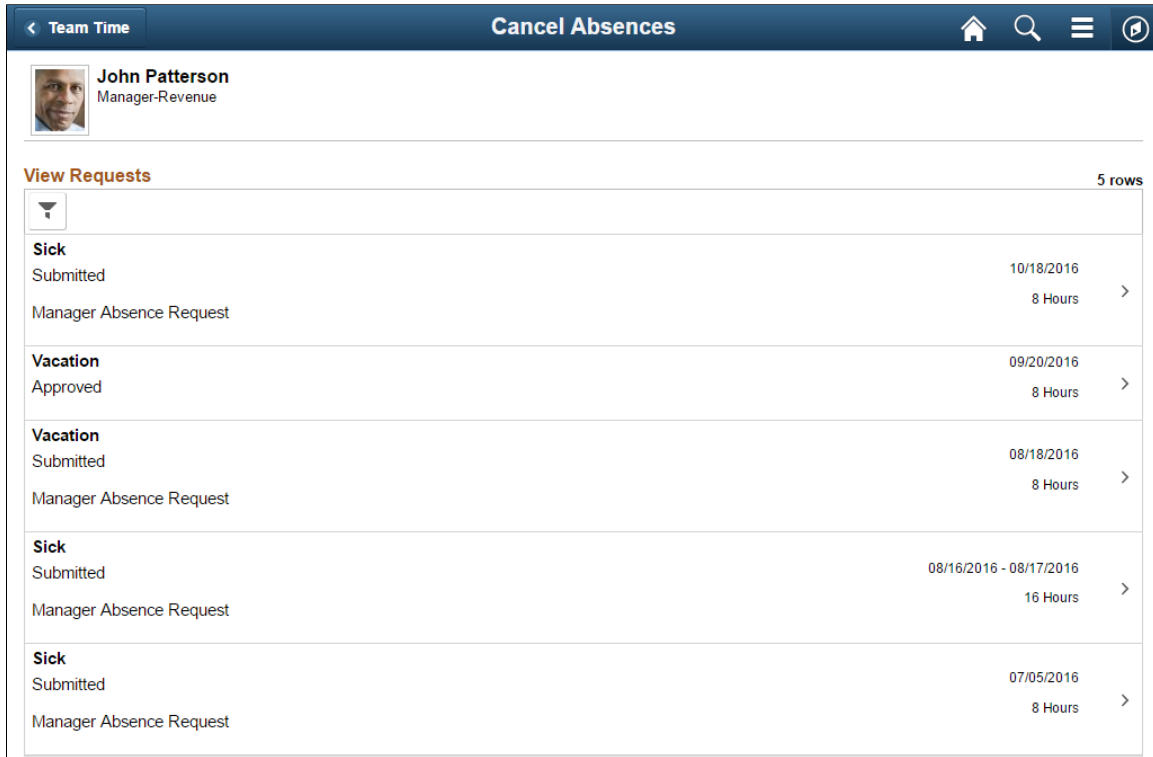 Team Time
Cancel Absences
John Patterson
Manager-Revenue
View Requests
5 rows
Sick
Submitted
10/18/2016
8 Hours
Manager Absence Request
Vacation
09/20/2016
Approved
8 Hours
Vacation
Submitted
08/18/2016
8 Hours
Manager Absence Request
Sick
Submitted
08/16/2016 - 08/17/2016
16 Hours
Manager Absence Request
Sick
Submitted
07/05/2016
8 Hours
Manager Absence Request